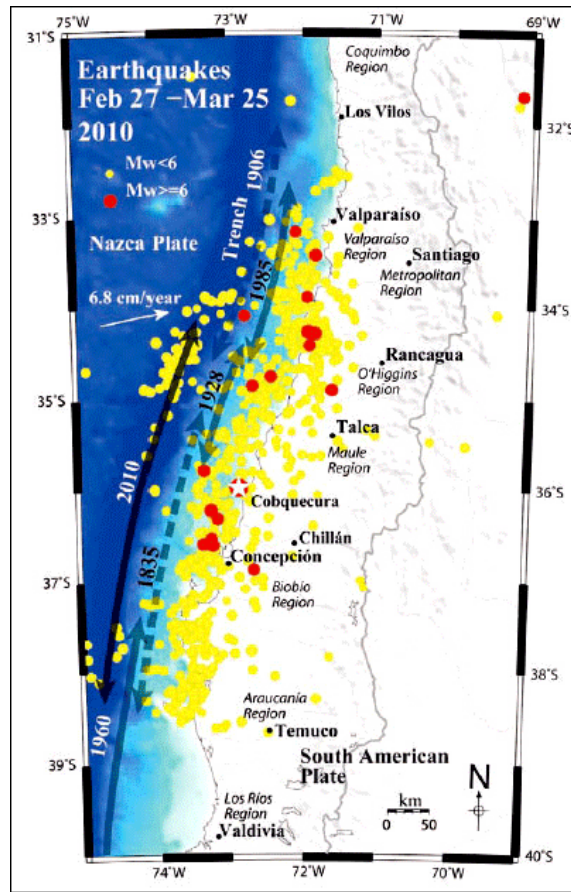 75°W
73°W
71°W
69°W
31°S
Earthquakes
Feb 27 –Mar 25
2010
Mw<6
Mw>=6
Coquimbo
Region
Los Vilos
32°S
Trench
1906
33°S
Nazca Plate
Valparaíso
Valparaíso
Region
Santiago
Metropolitan
Region
6.8 cm/year
1985
34°S
Rancagua
O'Higgins
Region
35°S
1928
Talca
Maule
Region
2010
36°S
Cobquecura
1835
Chillán
Concepción
37°S
Biobio
Region
38°S
Araucanía
Region
1960
Temuco
39°S
South American
Plate
N
km
0 50
Los Ríos
Region
Valdivia
40°S
74°W
72°W
70°W